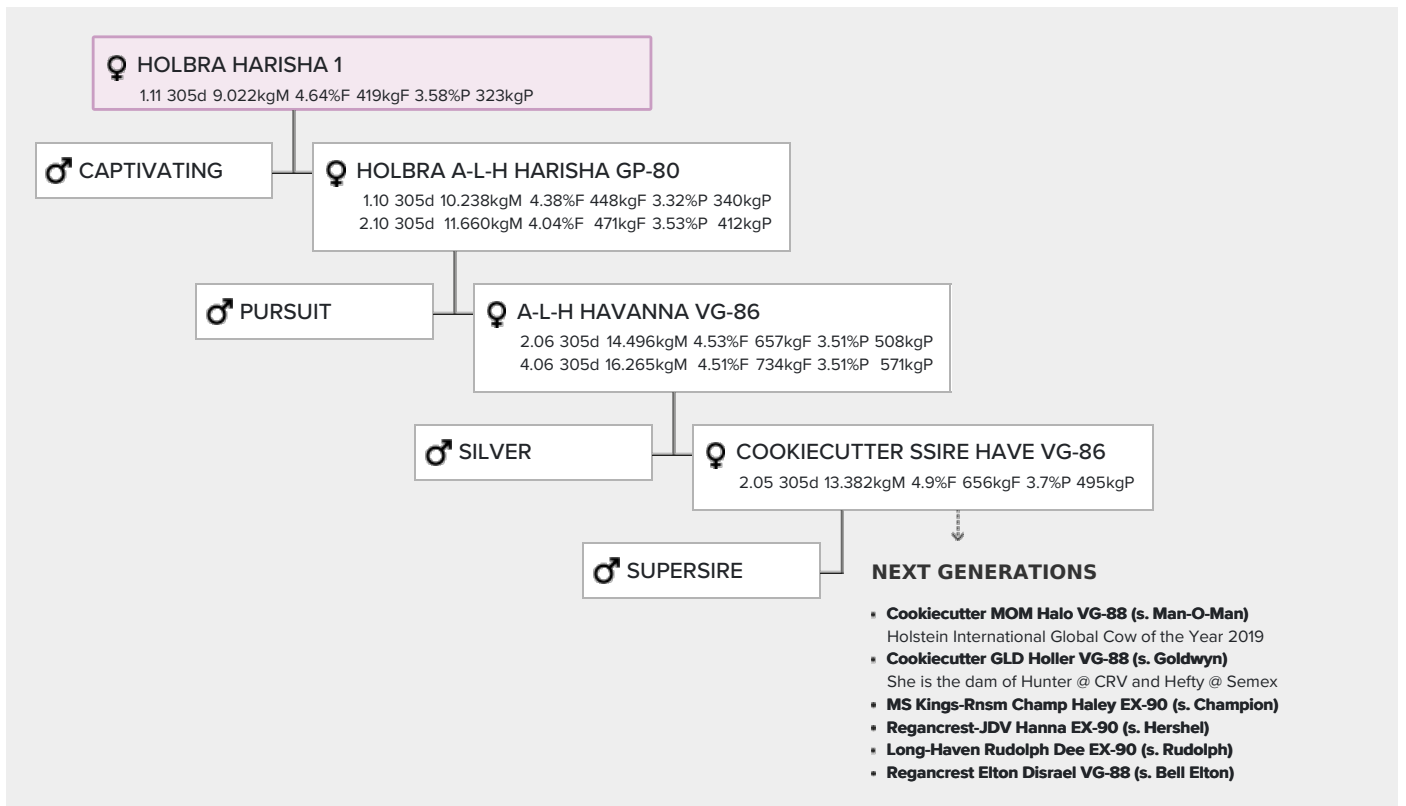 HOLBRA HARISHA 1
1.11 305d 9.022kgM 4.64%F 419kgF 3.58%P 323kgP
CAPTIVATING
HOLBRA A-L-H HARISHA GP-80
1.10 305d 10.238kgM 4.38%F 448kgF 3.32%P 340kgP
2.10 305d 11.660kgM 4.04%F 471kgF 3.53%P 412kgP
PURSUIT
A-L-H HAVANNA VG-86
2.06 305d 14.496kgM 4.53%F 657kgF 3.51%P 508kgP
4.06 305d 16.265kgM 4.51%F 734kgF 3.51%P 571kgP
SILVER
COOKIECUTTER SSIRE HAVE VG-86
2.05 305d 13.382kgM 4.9%F 656kgF 3.7%P 495kgP
SUPERSIRE
NEXT GENERATIONS
• Cookiecutter MOM Halo VG-88 (s. Man-O-Man)
Holstein International Global Cow of the Year 2019
• Cookiecutter GLD Holler VG-88 (s. Goldwyn)
She is the dam of Hunter @ CRV and Hefty @ Semex
• MS Kings-Rnsm Champ Haley EX-90 (s. Champion)
• Regancrest-JDV Hanna EX-90 (s. Hershel)
• Long-Haven Rudolph Dee EX-90 (s. Rudolph)
• Regancrest Elton Disrael VG-88 (s. Bell Elton)